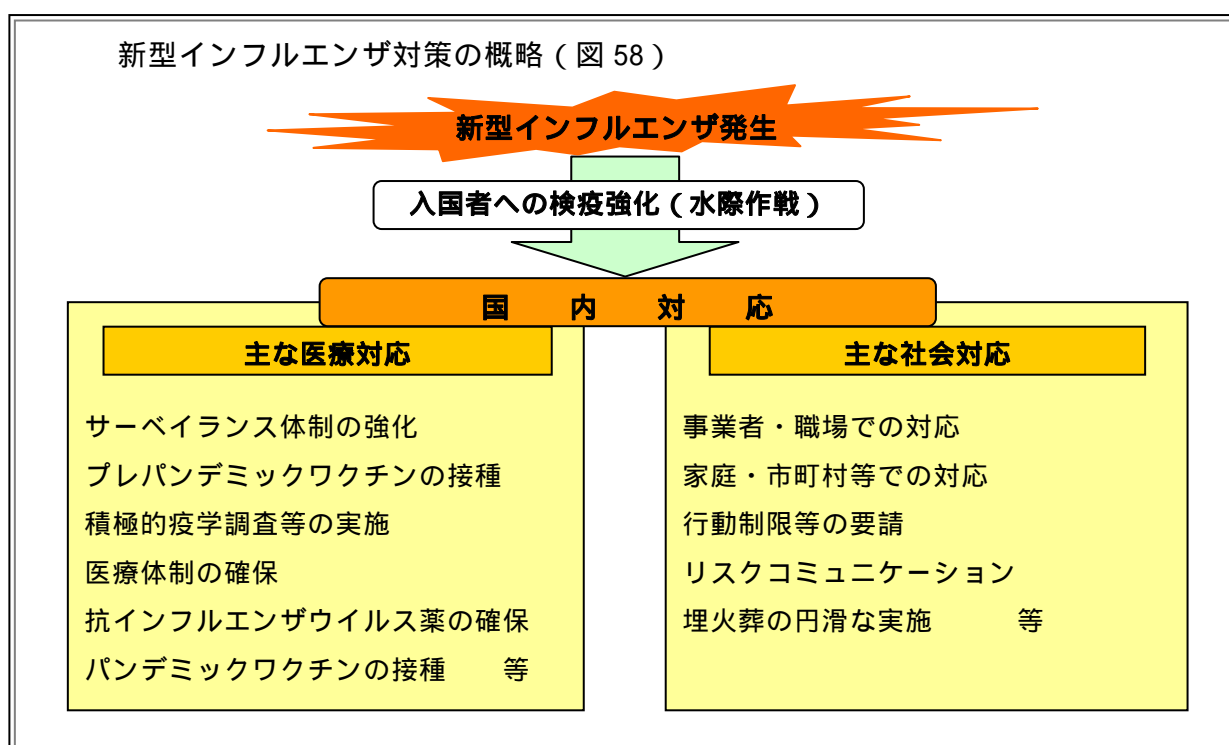 新型インフルエンザ対策の概略(図 58)
新型インフルエンザ発生
入国者への検疫強化(水際作戦)
国 内 対 応
主な医療対応
サーベイランス体制の強化
プレパンデミックワクチンの接種
積極的疫学調査等の実施
医療体制の確保
抗インフルエンザウイルス薬の確保
パンデミックワクチンの接種 等
主な社会対応
事業者・職場での対応
家庭・市町村等での対応
行動制限等の要請
リスクコミュニケーション
埋火葬の円滑な実施 等